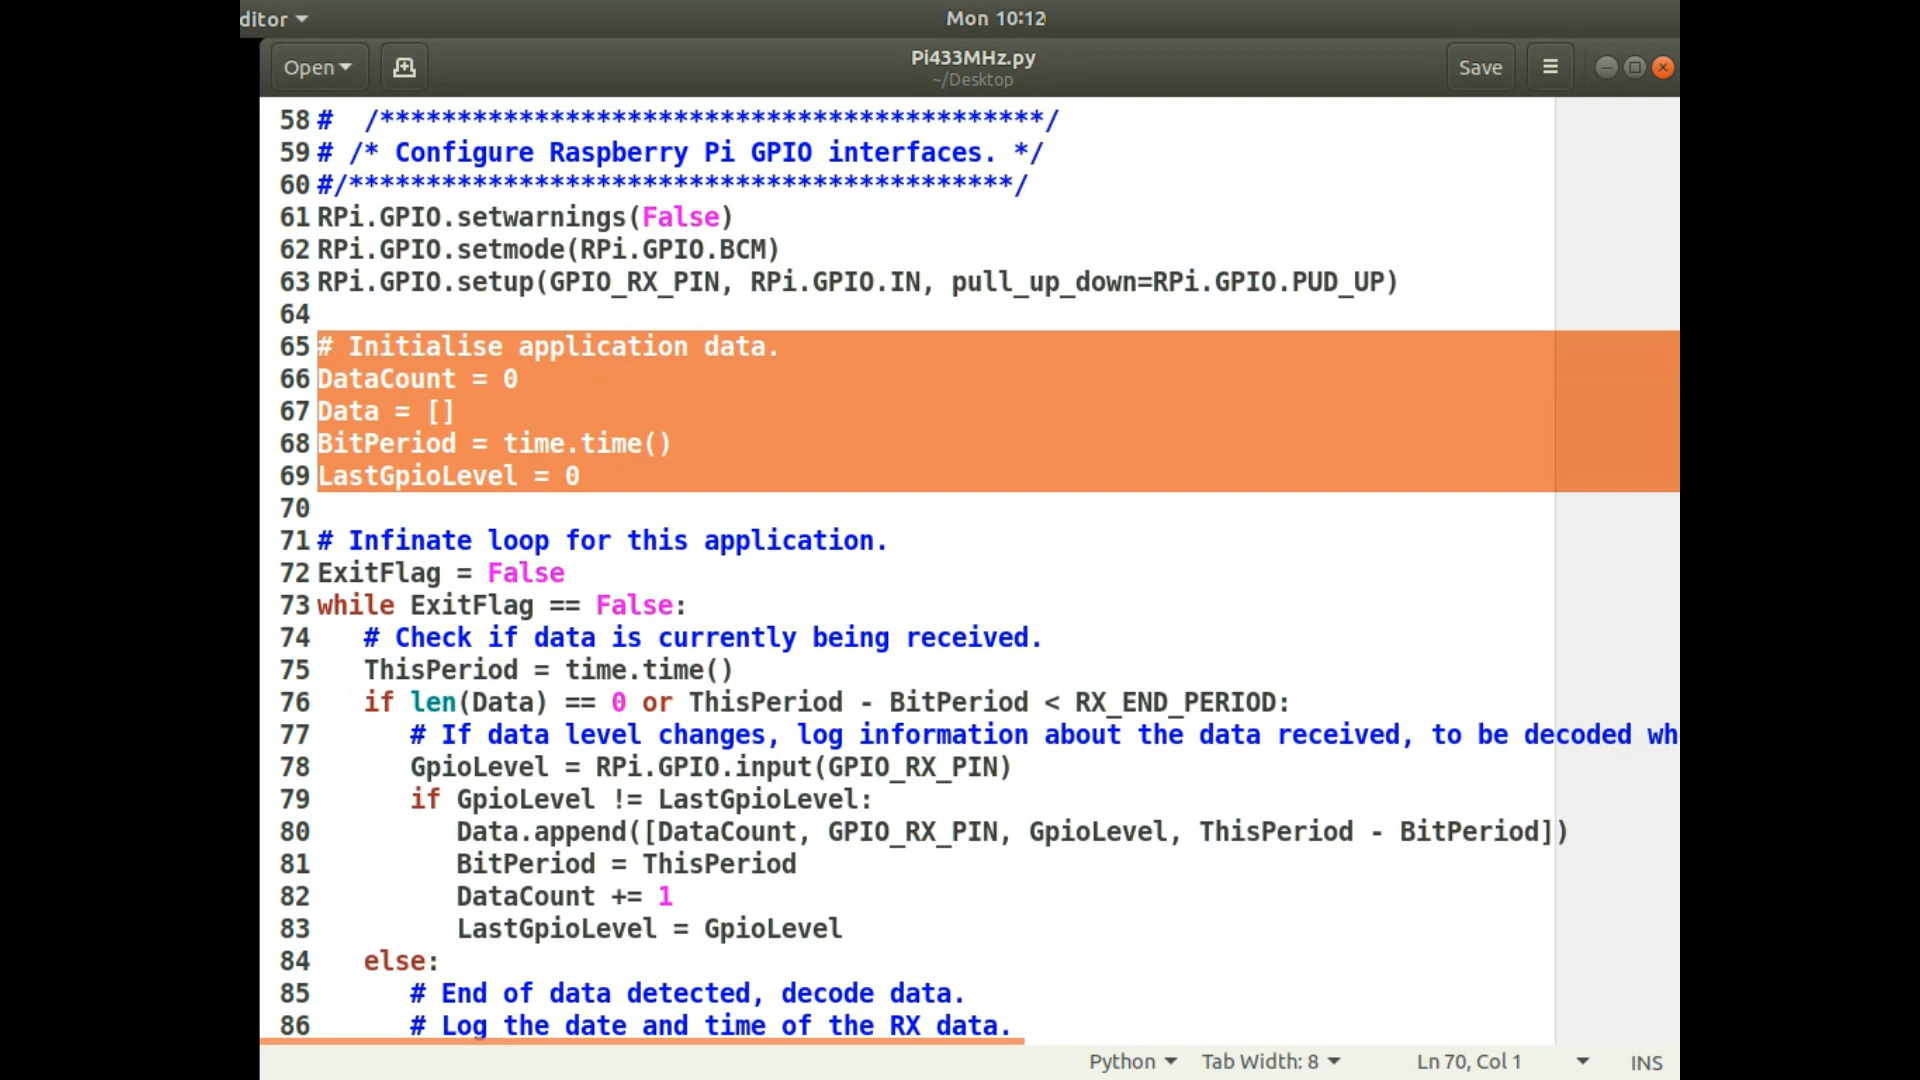 ditor
Mon 10:12
Open
Pi433MHz.py
~/Desktop
Save
58 #  /*******************************************/
59 # /* Configure Raspberry Pi GPIO interfaces. */
60 #/*******************************************/
61 RPi.GPIO.setwarnings(False)
62 RPi.GPIO.setmode(RPi.GPIO.BCM)
63 RPi.GPIO.setup(GPIO_RX_PIN, RPi.GPIO.IN, pull_up_down=RPi.GPIO.PUD_UP)
64
65 # Initialise application data.
66 DataCount = 0
67 Data = []
68 BitPeriod = time.time()
69 LastGpioLevel = 0
70
71 # Infinate loop for this application.
72 ExitFlag = False
73 while ExitFlag == False:
74    # Check if data is currently being received.
75    ThisPeriod = time.time()
76    if len(Data) == 0 or ThisPeriod - BitPeriod < RX_END_PERIOD:
77       # If data level changes, log information about the data received, to be decoded wh
78       GpioLevel = RPi.GPIO.input(GPIO_RX_PIN)
79       if GpioLevel != LastGpioLevel:
80          Data.append([DataCount, GPIO_RX_PIN, GpioLevel, ThisPeriod - BitPeriod])
81          BitPeriod = ThisPeriod
82          DataCount += 1
83          LastGpioLevel = GpioLevel
84    else:
85       # End of data detected, decode data.
86       # Log the date and time of the RX data.
Python Tab Width: 8 Ln 70, Col 1 INS